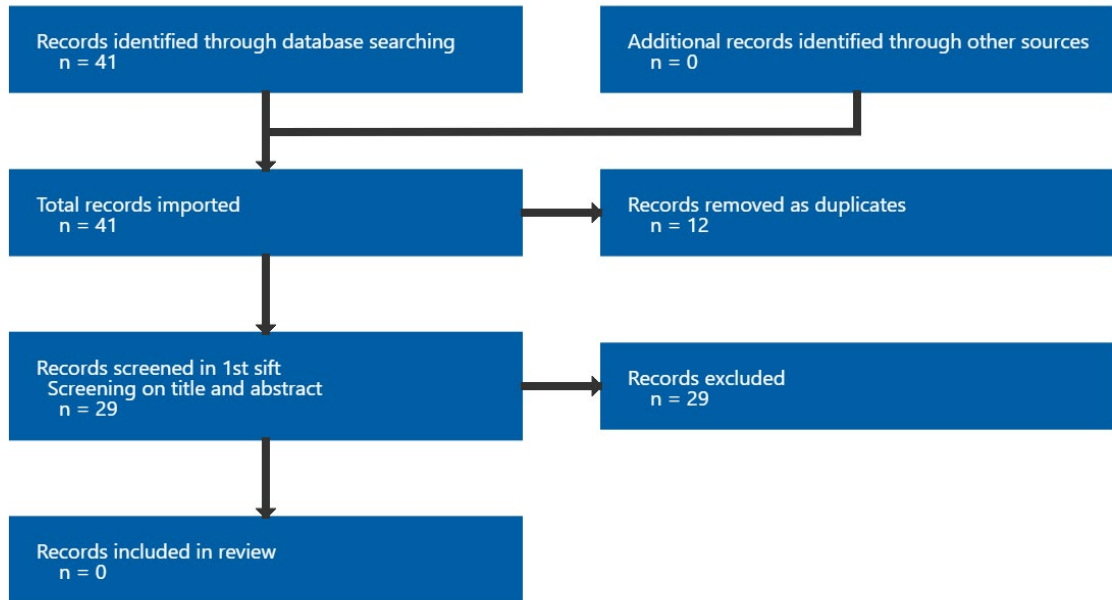 Records identified through database searching
n = 41
Additional records identified through other sources
n = 0
Total records imported
n = 41
Records removed as duplicates
n = 12
Records screened in 1st sift
Screening on title and abstract
n = 29
Records excluded
n = 29
Records included in review
n = 0